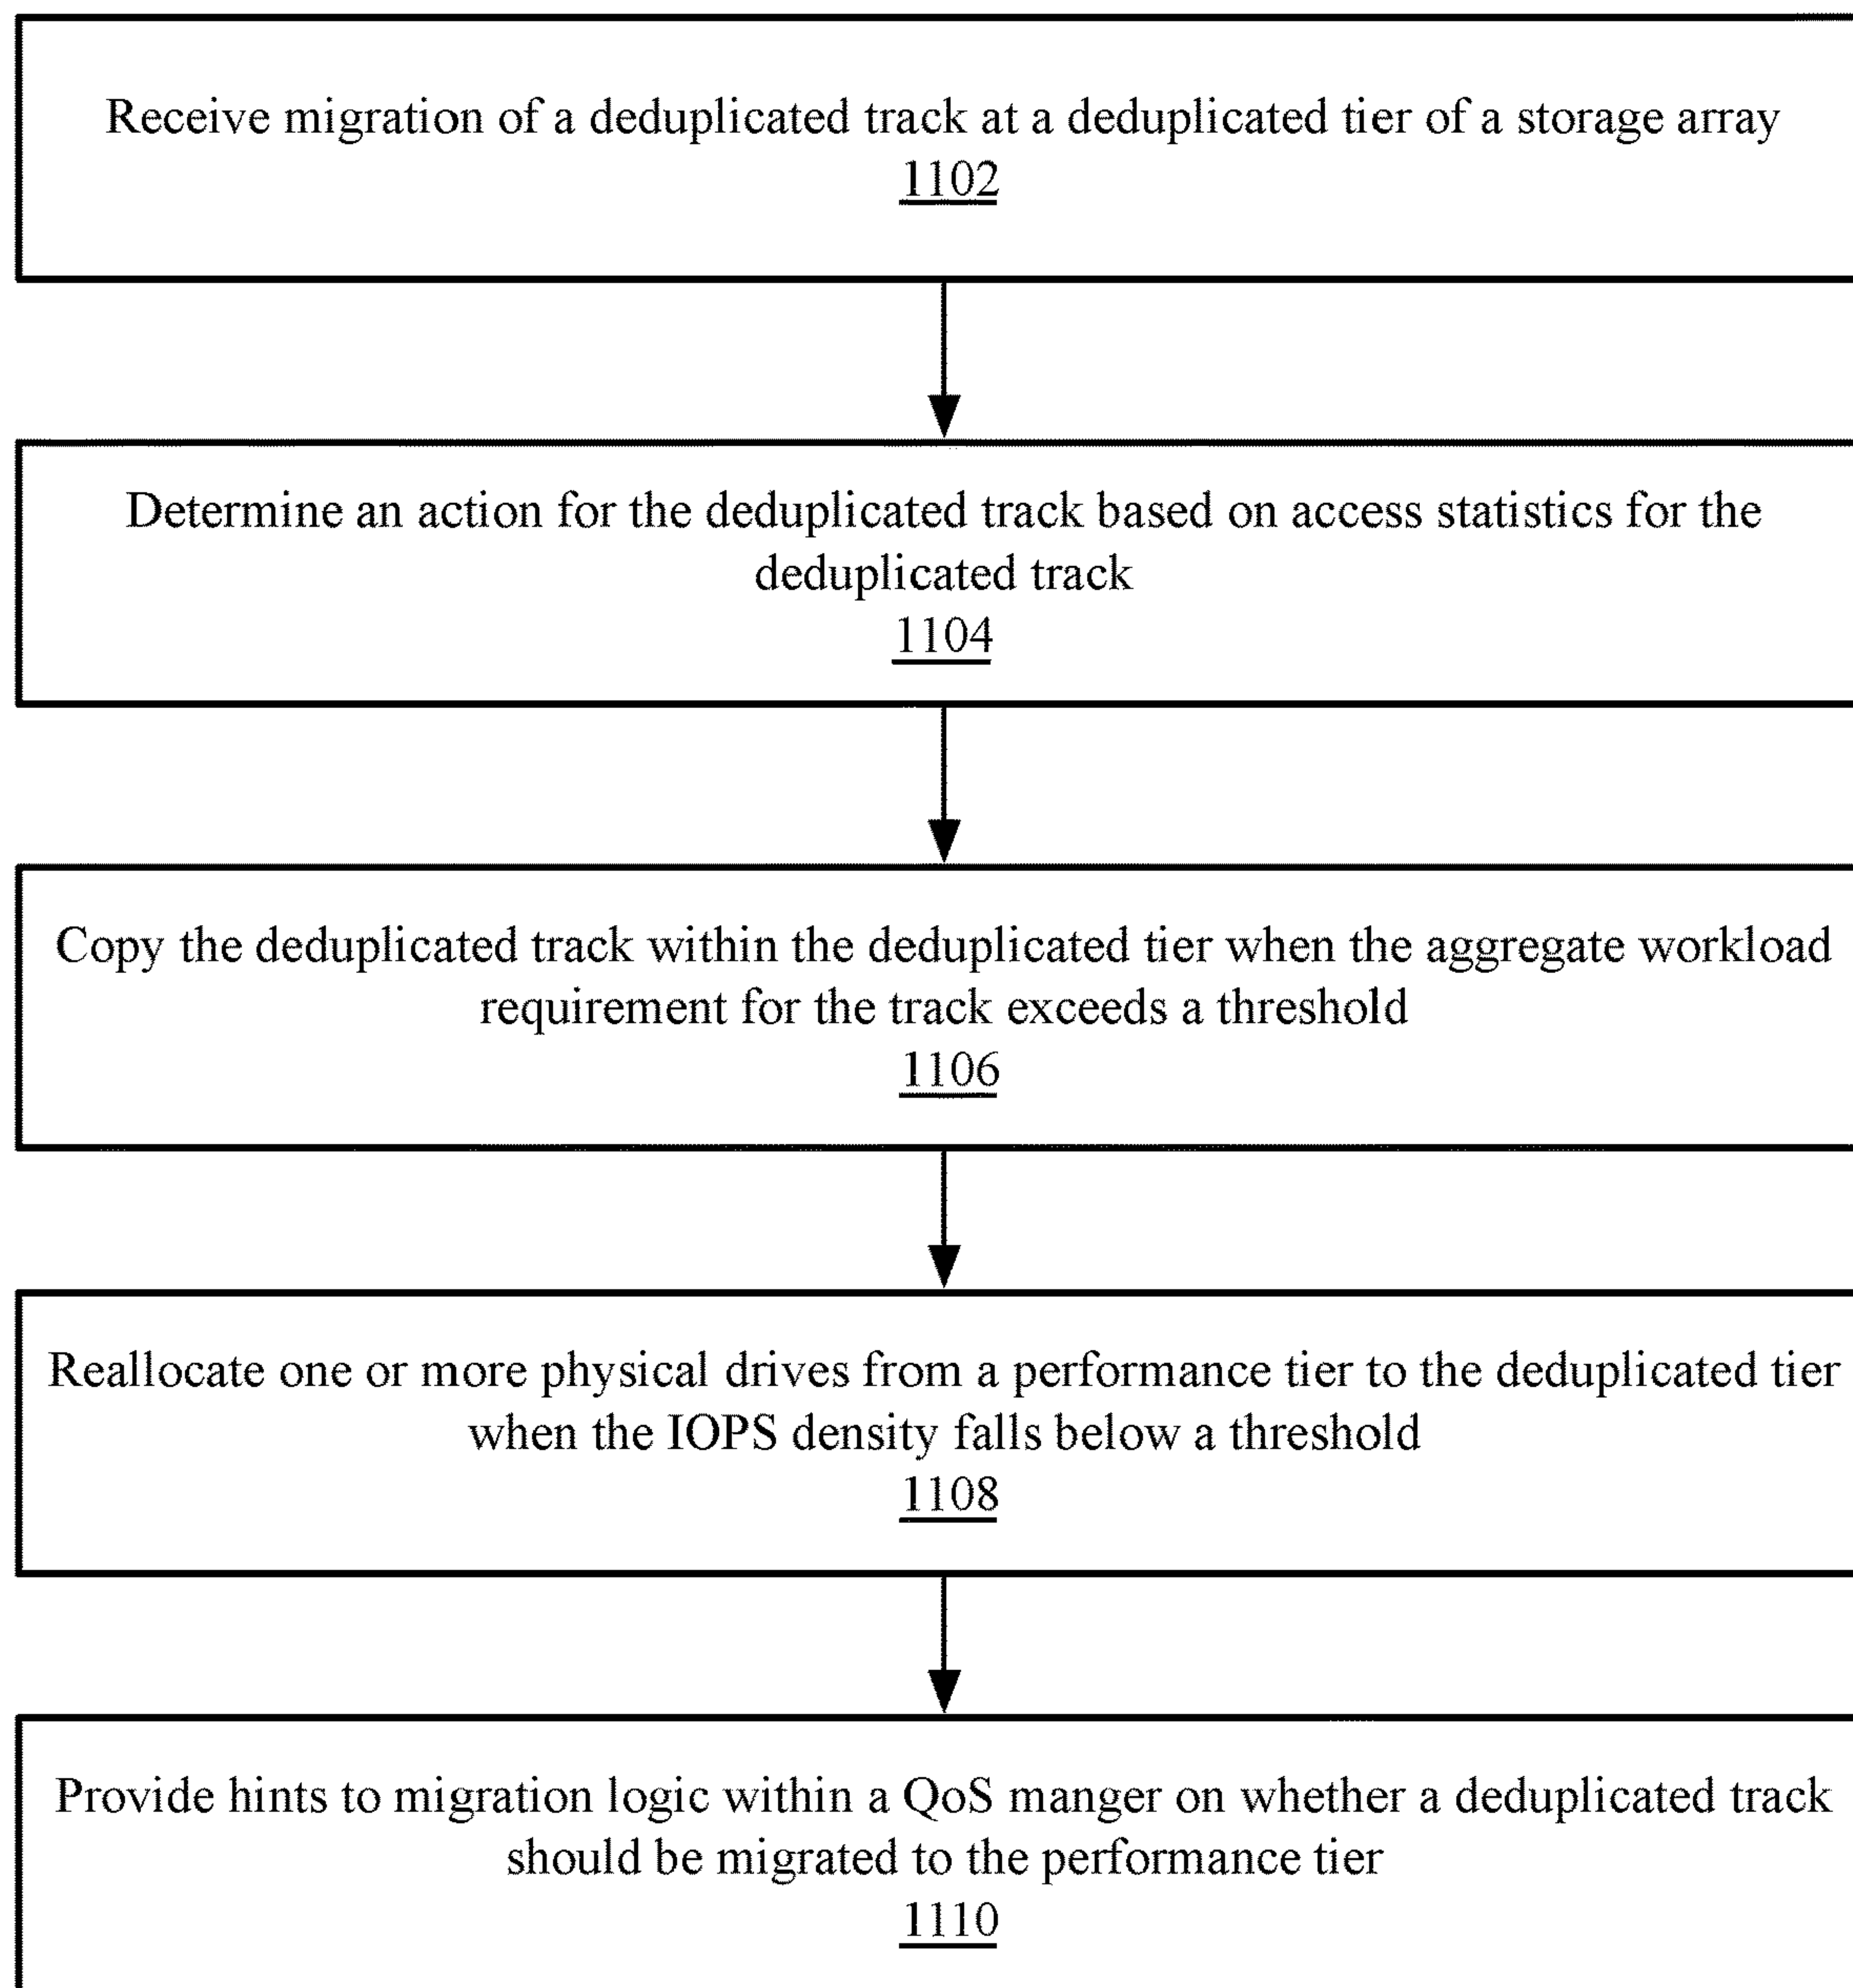 Receive migration of a deduplicated track at a deduplicated tier of a storage array
1102
Determine an action for the deduplicated track based on access statistics for the
deduplicated track
1104
Copy the deduplicated track within the deduplicated tier when the aggregate workload
requirement for the track exceeds a threshold
1106
Reallocate one or more physical drives from a performance tier to the deduplicated tier
when the IOPS density falls below a threshold
1108
Provide hints to migration logic within a QoS manger on whether a deduplicated track
should be migrated to the performance tier
1110